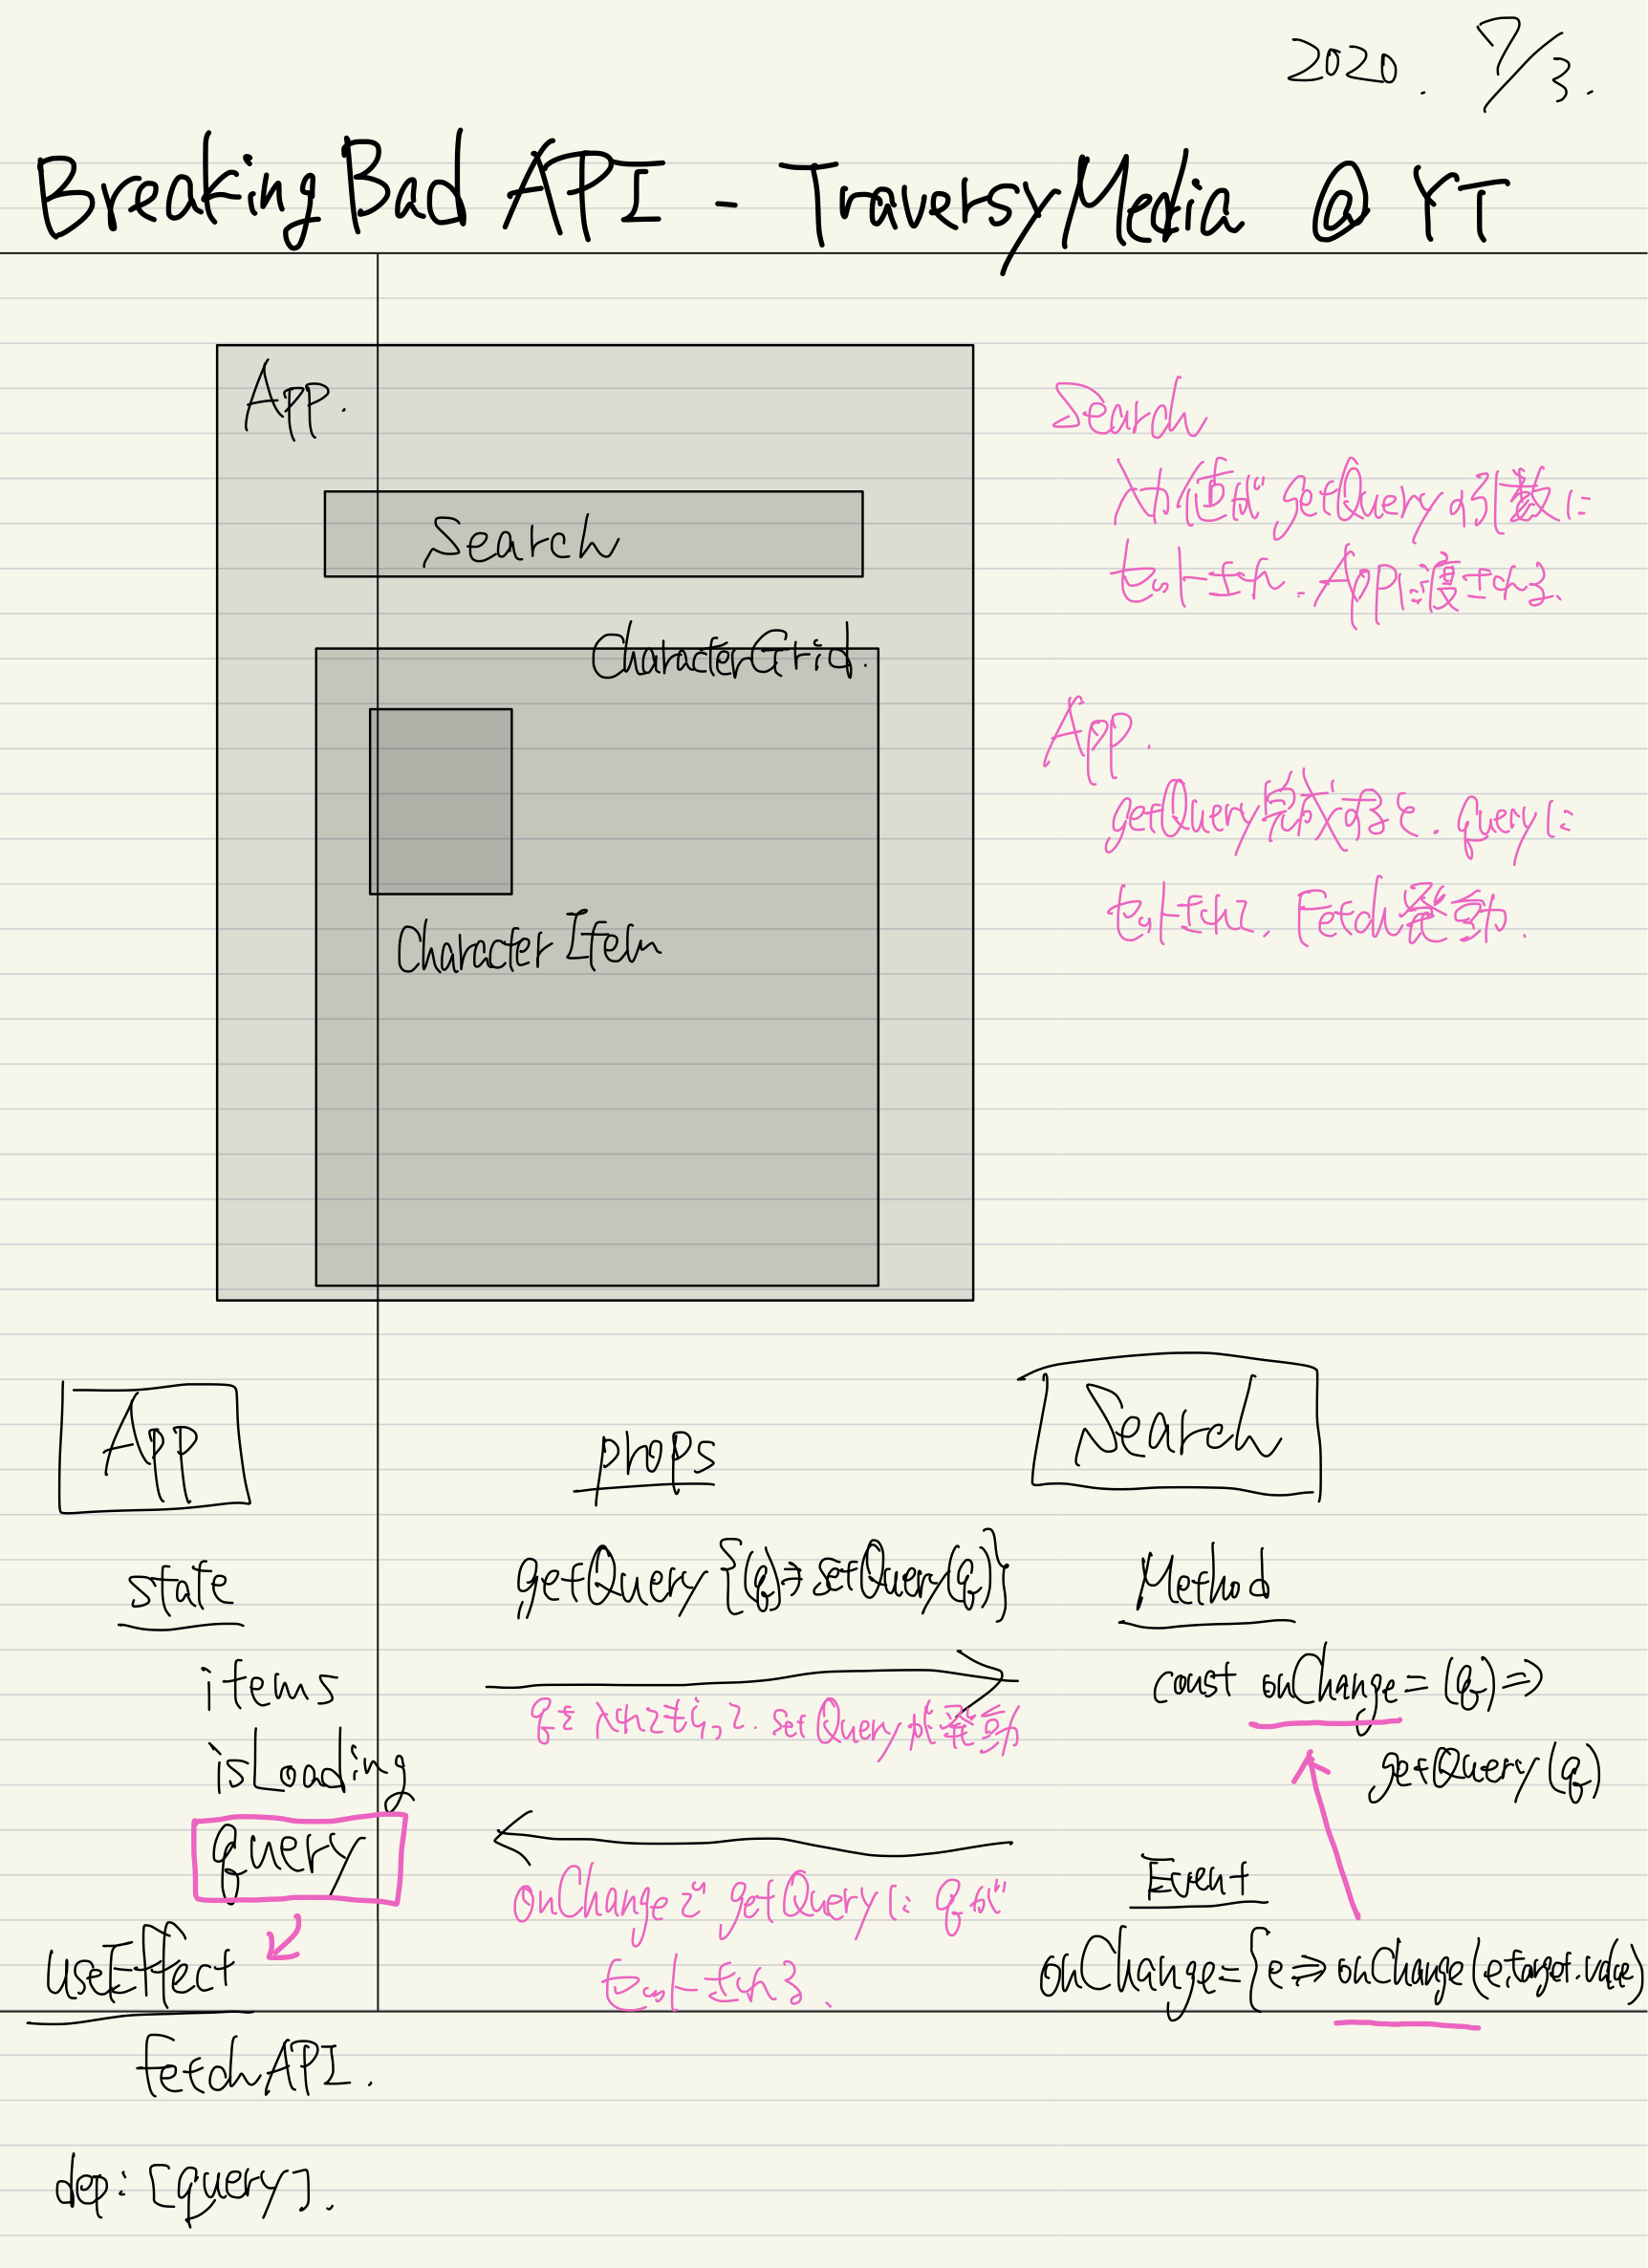 2020. 7/3.
Breaking Bad API - Traversy Media @ YT
App.
Search
CharacterGrid.
Character Item
Search
入力値が getQueryの引数に
セットされ、Appに渡される.
App.
getQuery完成すると、queryに
セットされて、Fetch発動.
App
props
Search
state
getQuery{(q)⇒setQuery(q)}
Method
items
q を 入れてもらって、setQueryが発動
const onChange = (q) =>
getQuery(q)
isLoading
query
onChangeで getQueryに qが
セットされる.
Event
onChange={e => onChange(e.target.value)
useEffect
fetchAPI.
dep: [query].